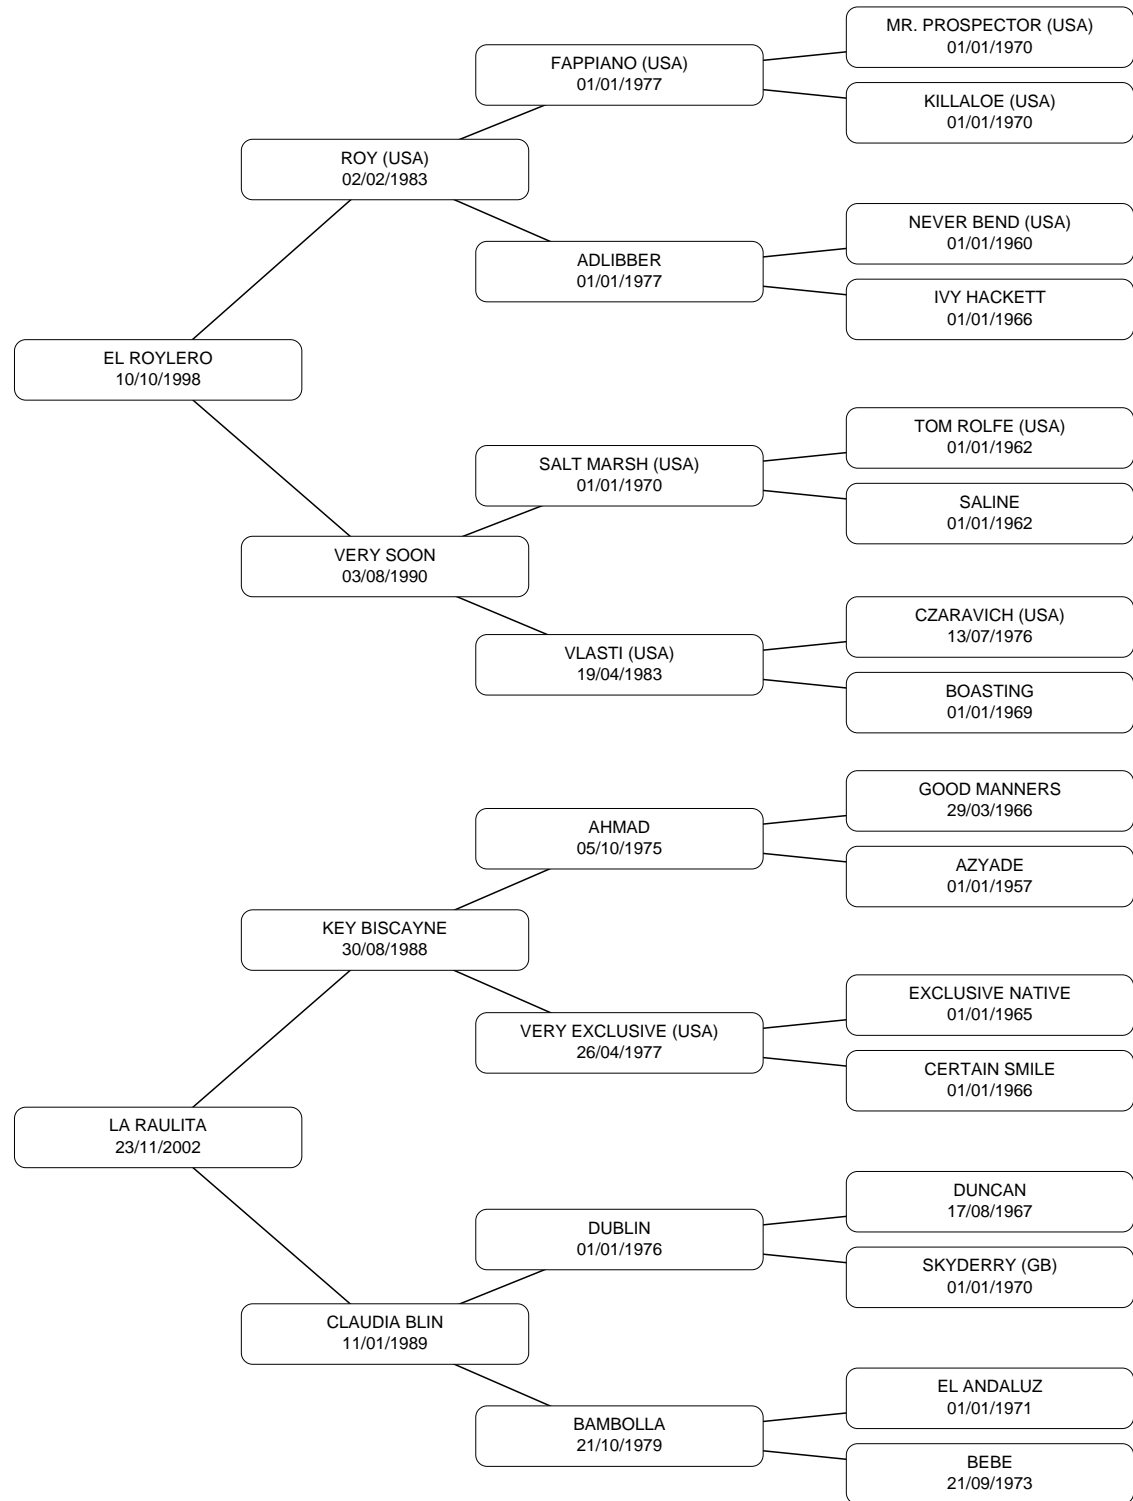 MR. PROSPECTOR (USA)
01/01/1970
FAPPIANO (USA)
01/01/1977
KILLALOE (USA)
01/01/1970
ROY (USA)
02/02/1983
NEVER BEND (USA)
01/01/1960
ADLIBBER
01/01/1977
IVY HACKETT
01/01/1966
EL ROYLERO
10/10/1998
TOM ROLFE (USA)
01/01/1962
SALT MARSH (USA)
01/01/1970
SALINE
01/01/1962
VERY SOON
03/08/1990
CZARAVICH (USA)
13/07/1976
VLASTI (USA)
19/04/1983
BOASTING
01/01/1969
GOOD MANNERS
29/03/1966
AHMAD
05/10/1975
AZYADE
01/01/1957
KEY BISCAYNE
30/08/1988
EXCLUSIVE NATIVE
01/01/1965
VERY EXCLUSIVE (USA)
26/04/1977
CERTAIN SMILE
01/01/1966
LA RAULITA
23/11/2002
DUNCAN
17/08/1967
DUBLIN
01/01/1976
SKYDERRY (GB)
01/01/1970
CLAUDIA BLIN
11/01/1989
EL ANDALUZ
01/01/1971
BAMBOLLA
21/10/1979
BEBE
21/09/1973